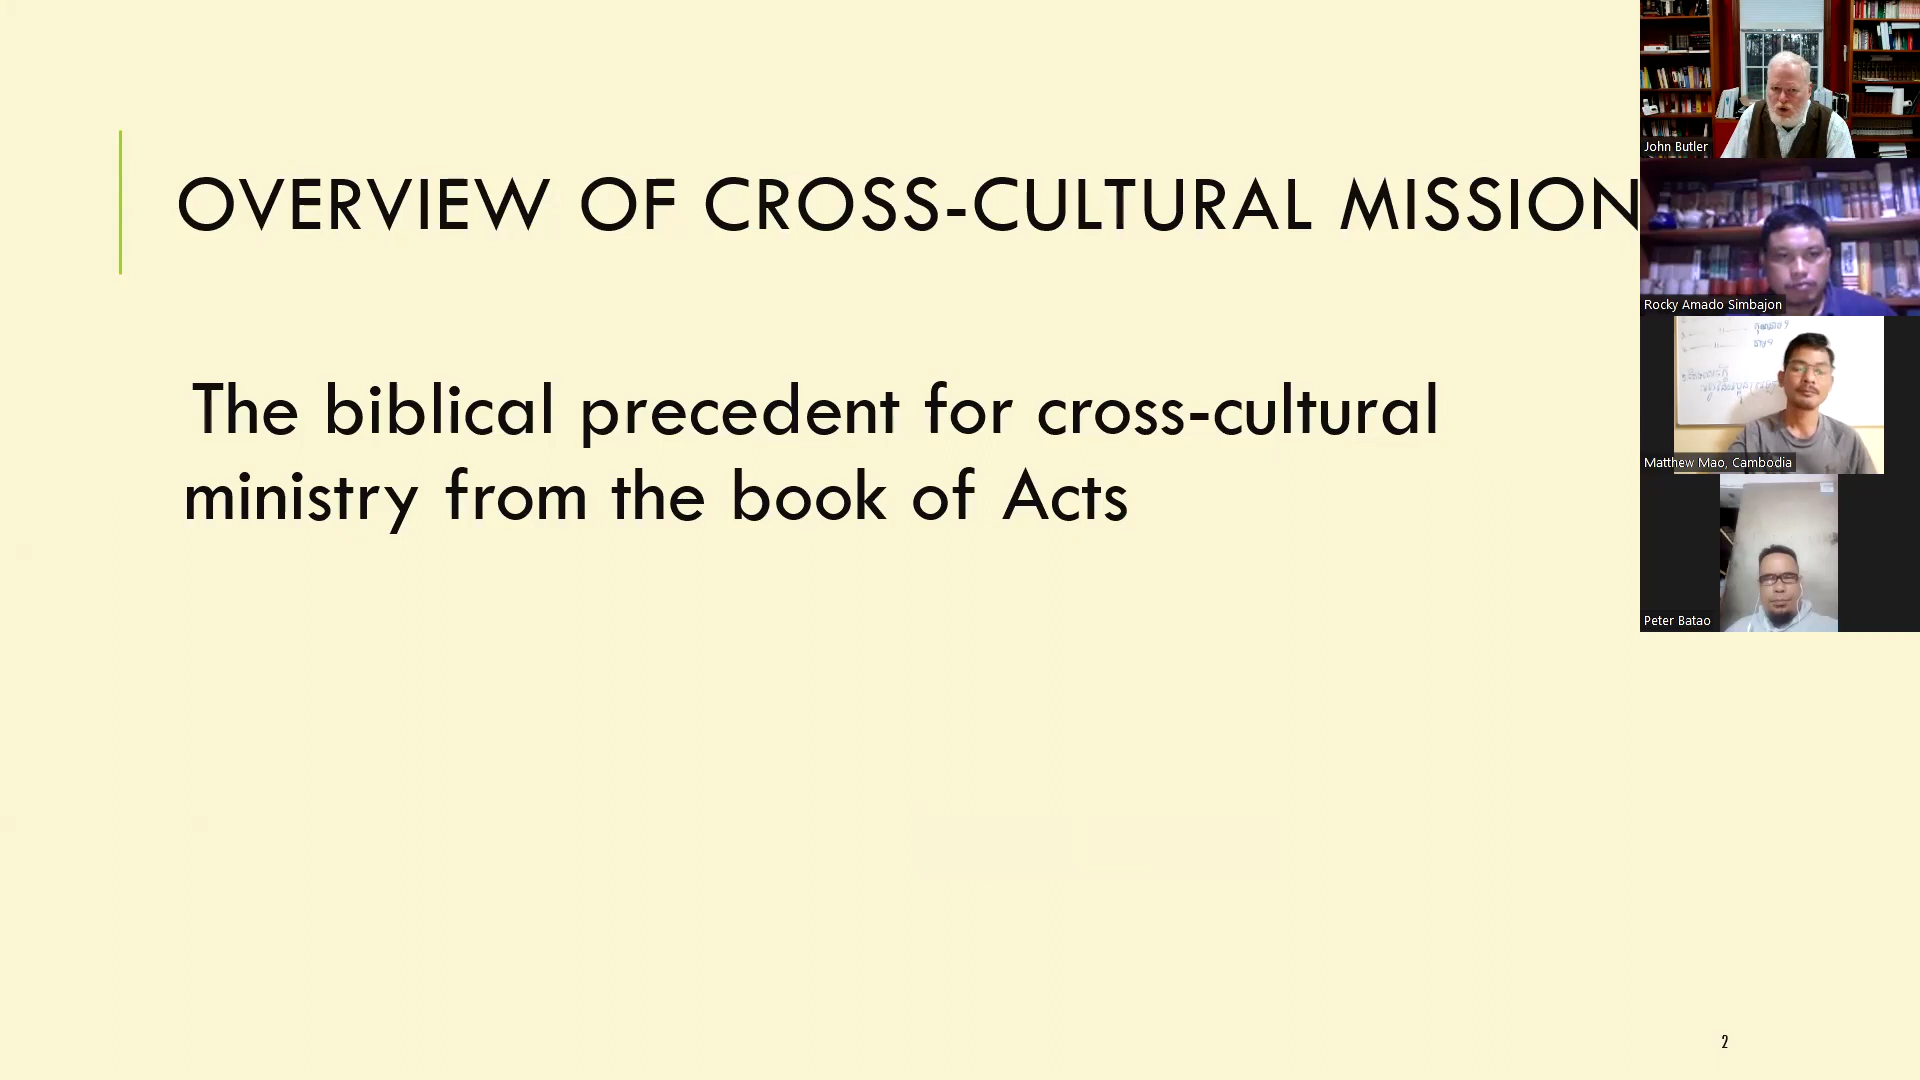 OVERVIEW OF CROSS-CULTURAL MISSION
The biblical precedent for cross-cultural
ministry from the book of Acts
John Butler
Rocky Amado Simbajon
Matthew Mao, Cambodia
Peter Batao
2